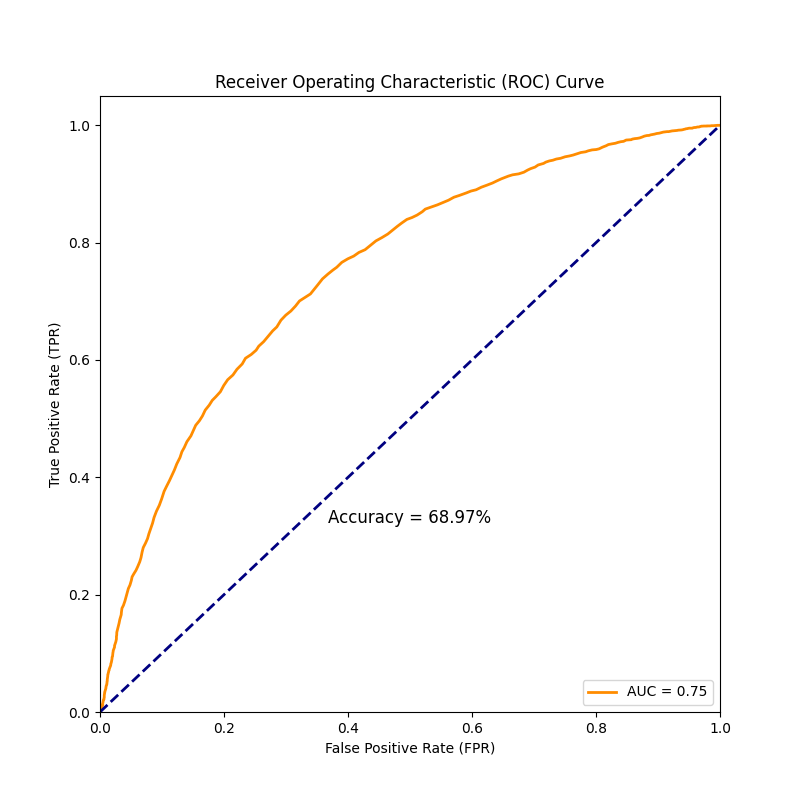 Receiver Operating Characteristic (ROC) Curve
1.0
0.8
0.6
0.4
0.2
0.0
True Positive Rate (TPR)
Accuracy = 68.97%
AUC = 0.75
0.0 0.2 0.4 0.6 0.8 1.0
False Positive Rate (FPR)